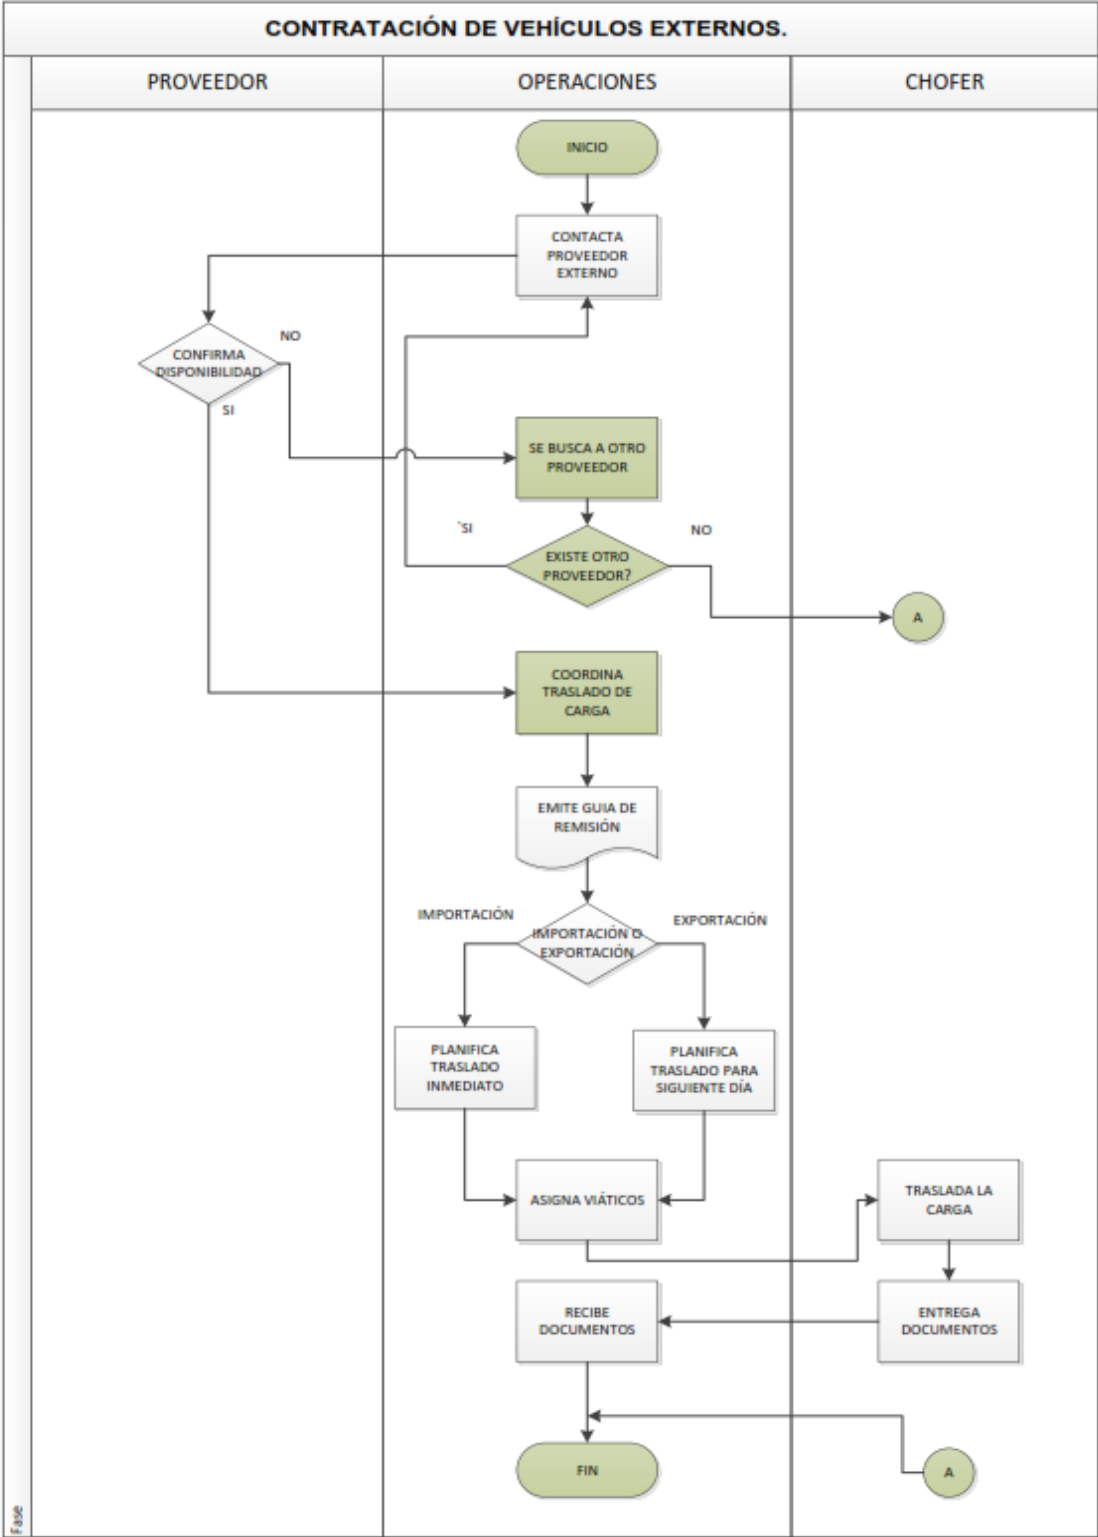 CONTRATACIÓN DE VEHÍCULOS EXTERNOS.
PROVEEDOR
OPERACIONES
CHOFER
INICIO
CONTACTA
PROVEEDOR
EXTERNO
NO
CONFIRMA
DISPONIBILIDAD
SI
SE BUSCA A OTRO
PROVEEDOR
`SI
NO
EXISTE OTRO
PROVEEDOR?
A
COORDINA
TRASLADO DE
CARGA
EMITE GUIA DE
REMISIÓN
IMPORTACIÓN
EXPORTACIÓN
IMPORTACIÓN O
EXPORTACIÓN
PLANIFICA
TRASLADO
INMEDIATO
PLANIFICA
TRASLADO PARA
SIGUIENTE DÍA
ASIGNA VIÁTICOS
TRASLADA LA
CARGA
RECIBE
DOCUMENTOS
ENTREGA
DOCUMENTOS
FIN
A
Fase